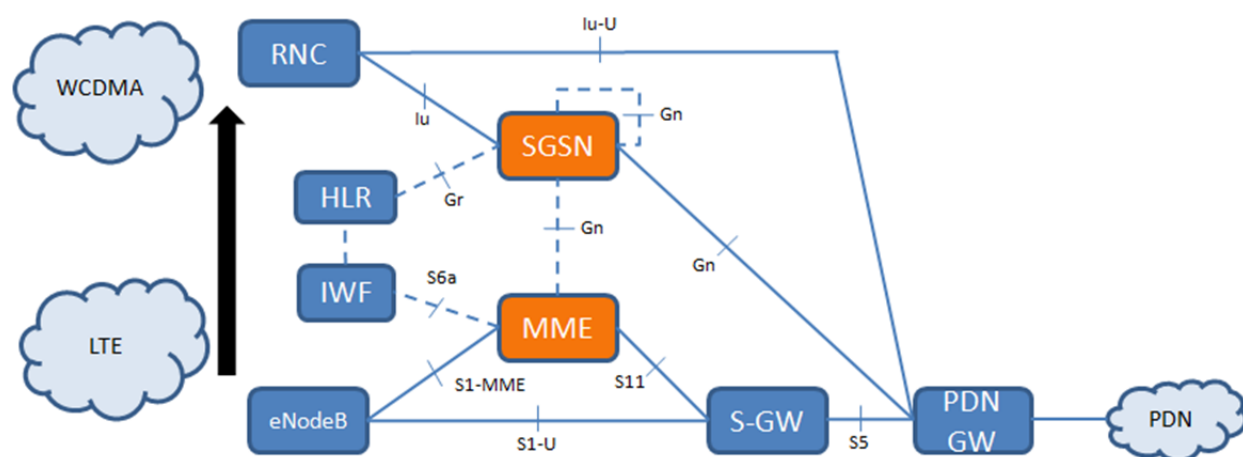 Iu-U
RNC
WCDMA
Iu
Gn
SGSN
HLR
Gr
Gn
Gn
S6a
IWF
MME
LTE
S1-MME
S11
eNodeB
S-GW
PDN
GW
PDN
S1-U
S5